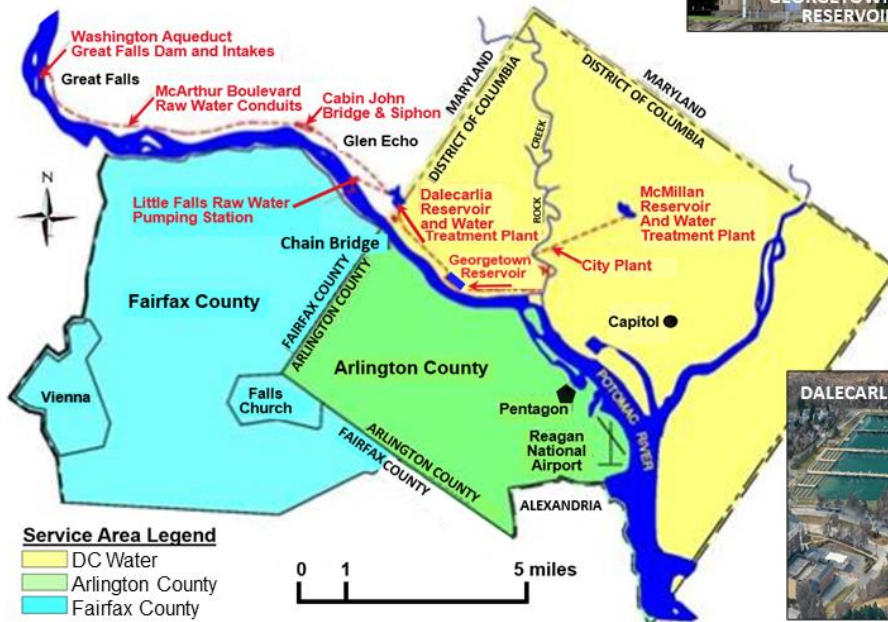 GEORGETOWN
RESERVOIR
Washington Aqueduct
Great Falls Dam and Intakes
Great Falls
McArthur Boulevard
Raw Water Conduits
Cabin John
Bridge & Siphon
Glen Echo
MARYLAND
DISTRICT OF COLUMBIA
MARYLAND
DISTRICT OF COLUMBIA
CREEK
ROCK
N
Little Falls Raw Water
Pumping Station
Dalecarlia
Reservoir
and Water
Treatment Plant
McMillan
Reservoir
And Water
Treatment Plant
Chain Bridge
Georgetown
Reservoir
City Plant
Fairfax County
FAIRFAX COUNTY
ARLINGTON COUNTY
Capitol
Arlington County
Vienna
Falls
Church
Pentagon
POTOMAC RIVER
Reagan
National
Airport
ARLINGTON COUNTY
FAIRFAX COUNTY
ALEXANDRIA
DALECARL
Service Area Legend
DC Water
Arlington County
Fairfax County
0 1 5 miles